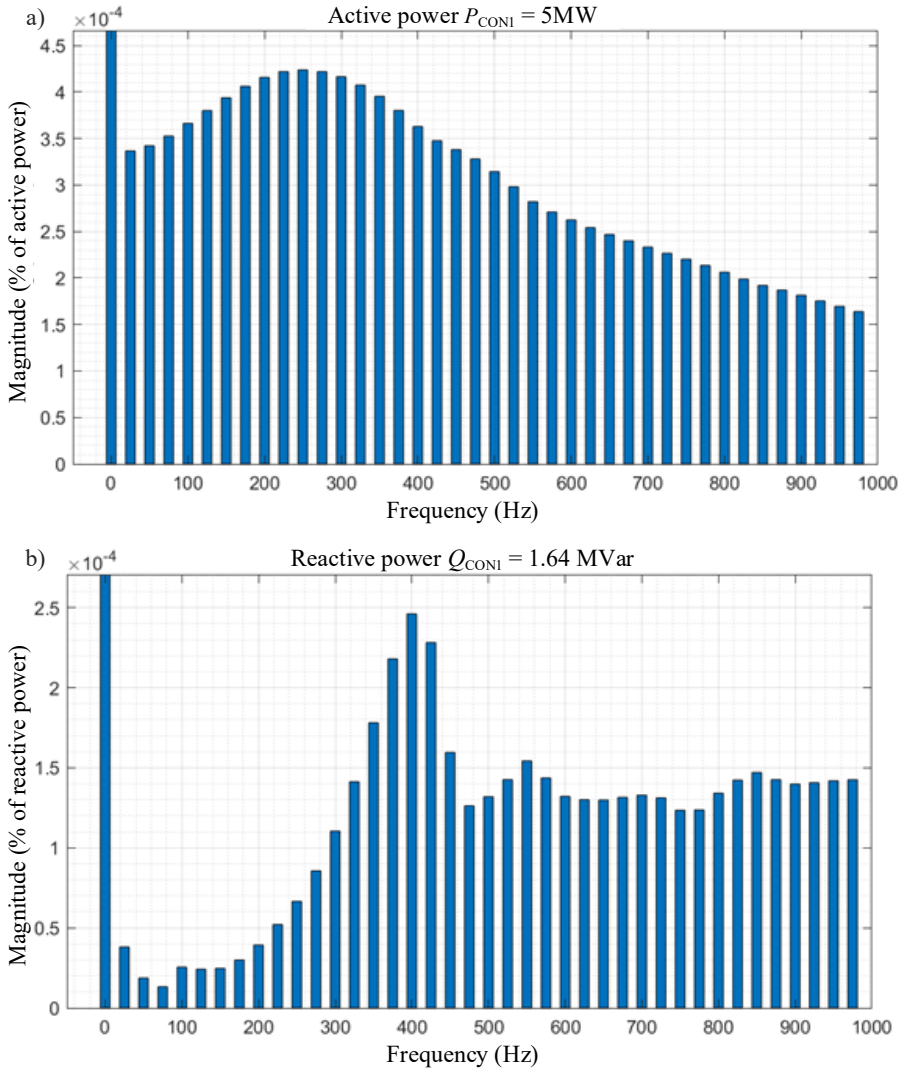 a)
Active power P_CON1 = 5MW
×10⁻⁴
4.5
4
3.5
3
2.5
2
1.5
1
0.5
0
Magnitude (% of active power)
0 100 200 300 400 500 600 700 800 900 1000
Frequency (Hz)
b)
Reactive power Q_CON1 = 1.64 MVar
×10⁻⁴
2.5
2
1.5
1
0.5
0
Magnitude (% of reactive power)
0 100 200 300 400 500 600 700 800 900 1000
Frequency (Hz)